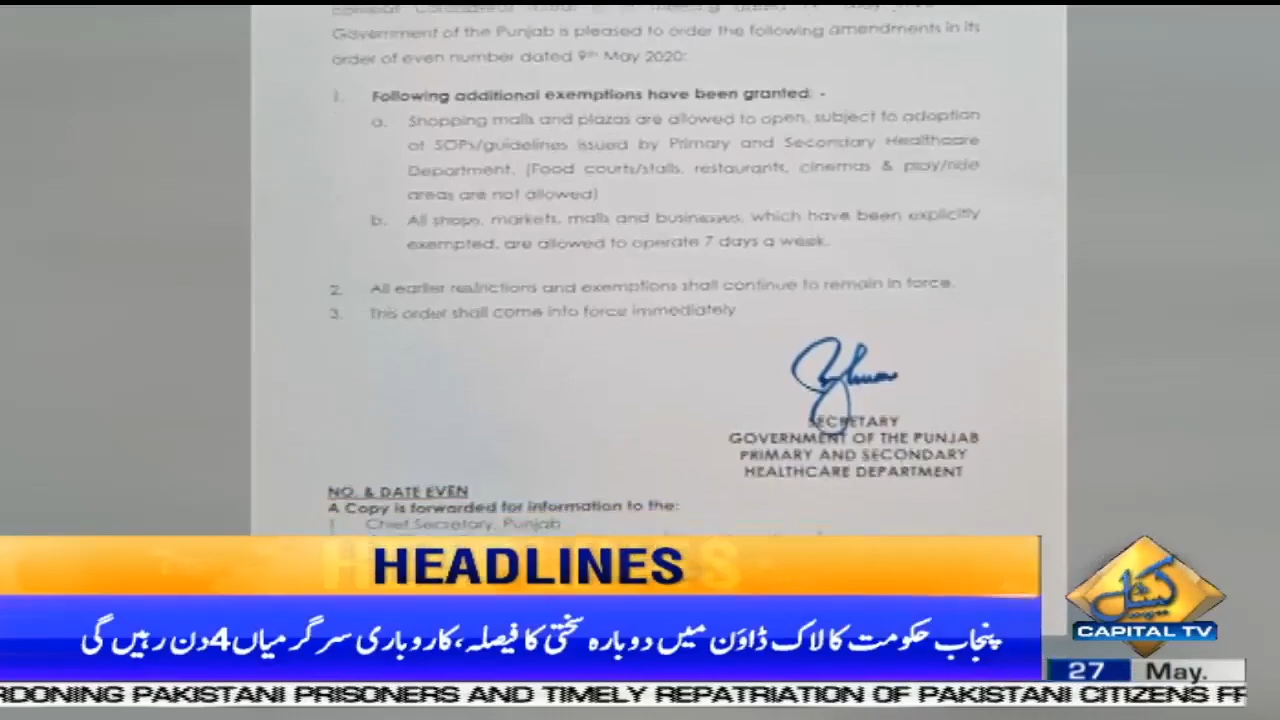 Government of the Punjab is pleased to order the following amendments in its
order of even number dated 9th May 2020:
1. Following additional exemptions have been granted: -
a. Shopping malls and plazas are allowed to open, subject to adoption
of SOPs/guidelines issued by Primary and Secondary Healthcare
Department. (Food courts/stalls, restaurants, cinemas & play/ride
areas are not allowed)
b. All shops, markets, malls and businesses, which have been explicitly
exempted, are allowed to operate 7 days a week.
2. All earlier restrictions and exemptions shall continue to remain in force.
3. This order shall come into force immediately
SECRETARY
GOVERNMENT OF THE PUNJAB
PRIMARY AND SECONDARY
HEALTHCARE DEPARTMENT
NO. & DATE EVEN
A Copy is forwarded for information to the:
1 Chief Secretary, Punjab
HEADLINES
پنجاب حکومت کا لاک ڈاؤن میں دوبارہ سختی کا فیصلہ، کاروباری سرگرمیاں 4 دن رہیں گی
کیپیٹل
CAPITAL TV
27 May.
RDONING PAKISTANI PRISONERS AND TIMELY REPATRIATION OF PAKISTANI CITIZENS FR